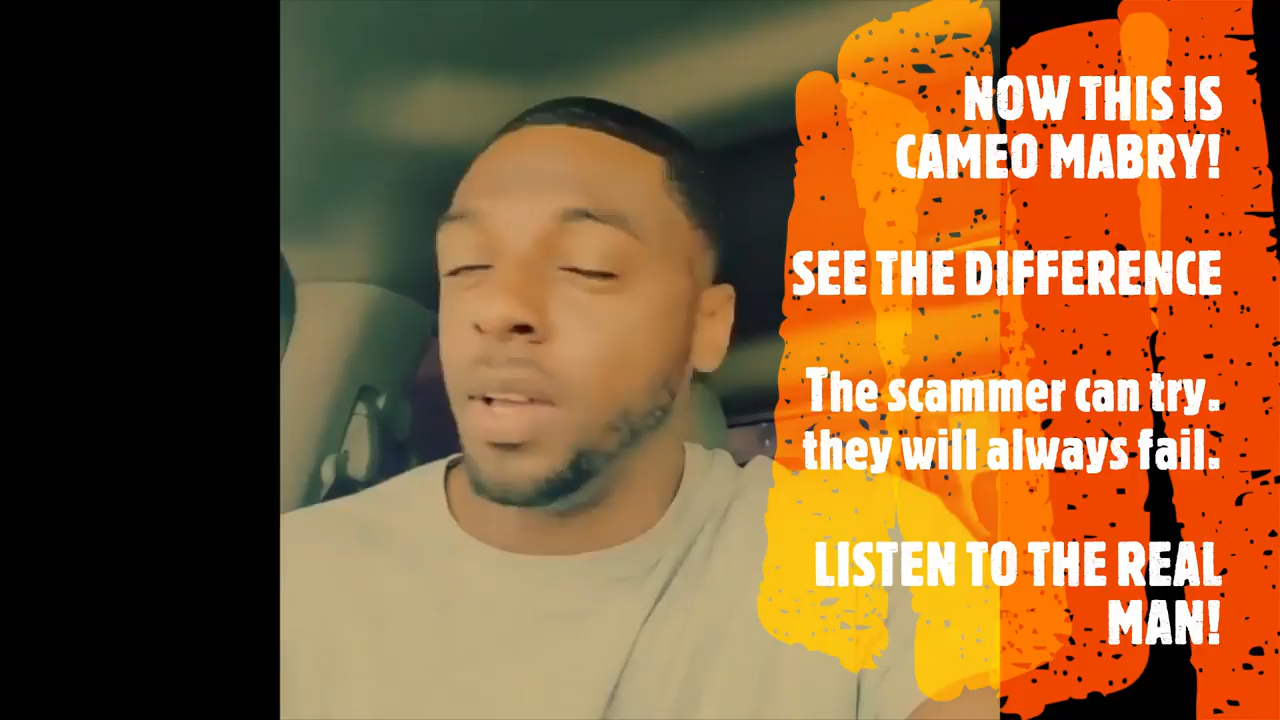 NOW THIS IS
CAMEO MABRY!
SEE THE DIFFERENCE
The scammer can try.
they will always fail.
LISTEN TO THE REAL
MAN!